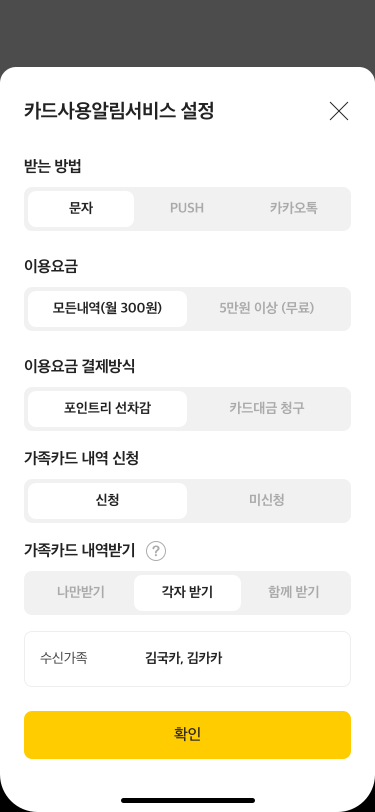 카드사용알림서비스 설정
받는 방법
문자 PUSH 카카오톡
이용요금
모든내역(월 300원) 5만원 이상 (무료)
이용요금 결제방식
포인트리 선차감 카드대금 청구
가족카드 내역 신청
신청 미신청
가족카드 내역받기 ?
나만받기 각자 받기 함께 받기
수신가족 김국카, 김카카
확인